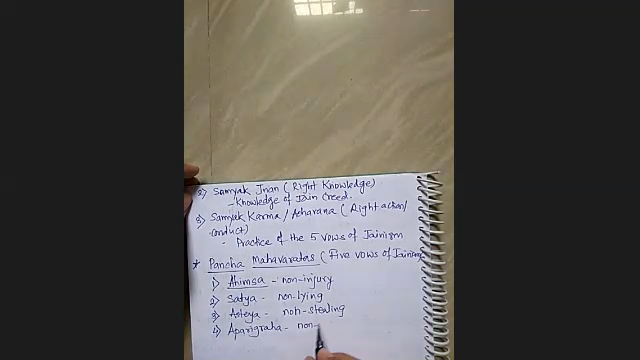 2) Samyak Jnan (Right Knowledge)
- Knowledge of Jain Creed.
3) Samyak Karma / Acharana (Right action/
conduct)
- Practice of the 5 vows of Jainism
* Pancha Mahavaratas (Five vows of Jainism
1) Ahimsa - non-injury
2) Satya - non-lying
3) Asteya - non-stealing
4) Aparigraha - non-